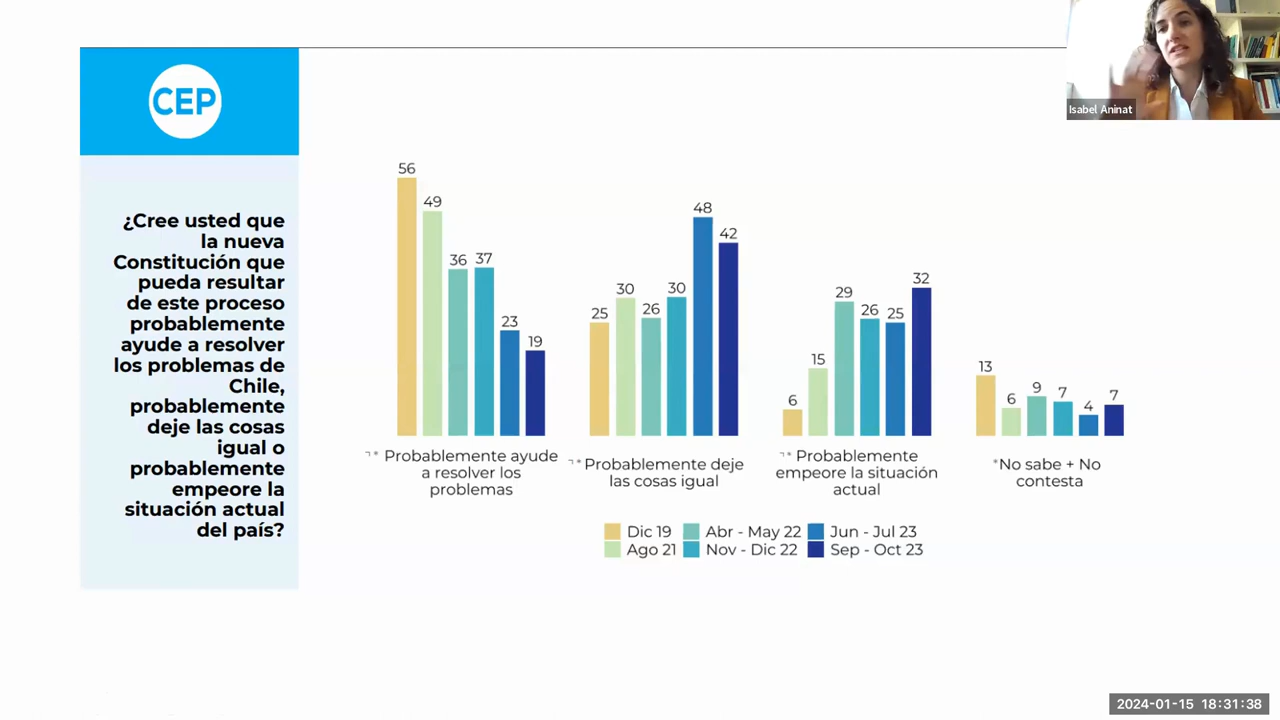 CEP
¿Cree usted que
la nueva
Constitución que
pueda resultar
de este proceso
probablemente
ayude a resolver
los problemas de
Chile,
probablemente
deje las cosas
igual o
probablemente
empeore la
situación actual
del país?
56
49
36
37
23
19
25
30
26
30
48
42
6
15
29
26
25
32
13
6
9
7
4
7
* Probablemente ayude
a resolver los
problemas
* Probablemente deje
las cosas igual
* Probablemente
empeore la situación
actual
*No sabe + No
contesta
Dic 19 Abr - May 22 Jun - Jul 23
Ago 21 Nov - Dic 22 Sep - Oct 23
Isabel Aninat
2024-01-15 18:31:38